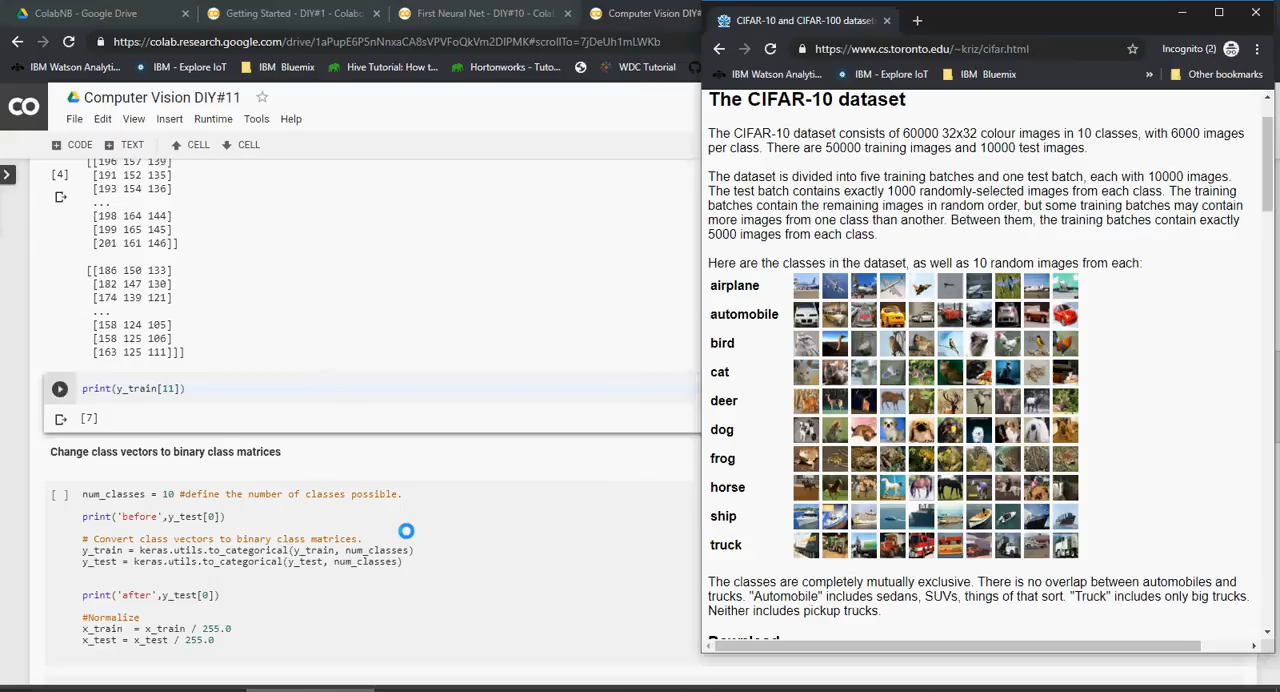 ColabNB - Google Drive
Getting Started - DIY#1 - Colabo
First Neural Net - DIY#10 - Cola
Computer Vision DIY#
https://colab.research.google.com/drive/1aPupE6P5nNnxaCA8sVPVFoQkVm2DIPMK#scrollTo=7jDeUh1mLWKb
IBM Watson Analyti...
IBM - Explore IoT
IBM Bluemix
Hive Tutorial: How t...
Hortonworks - Tuto...
WDC Tutorial
CO
Computer Vision DIY#11
File Edit View Insert Runtime Tools Help
CODE TEXT CELL CELL
[[196 157 139]
[4] [191 152 135]
[193 154 136]
...
[198 164 144]
[199 165 145]
[201 161 146]]
[[186 150 133]
[182 147 130]
[174 139 121]
...
[158 124 105]
[158 125 106]
[163 125 111]]]
print(y_train[11])
[7]
Change class vectors to binary class matrices
[ ] num_classes = 10 #define the number of classes possible.
print('before',y_test[0])
# Convert class vectors to binary class matrices.
y_train = keras.utils.to_categorical(y_train, num_classes)
y_test = keras.utils.to_categorical(y_test, num_classes)
print('after',y_test[0])
#Normalize
x_train = x_train / 255.0
x_test = x_test / 255.0
CIFAR-10 and CIFAR-100 dataset
https://www.cs.toronto.edu/~kriz/cifar.html
Incognito (2)
IBM Watson Analyti...
IBM - Explore IoT
IBM Bluemix
»
Other bookmarks
The CIFAR-10 dataset
The CIFAR-10 dataset consists of 60000 32x32 colour images in 10 classes, with 6000 images
per class. There are 50000 training images and 10000 test images.
The dataset is divided into five training batches and one test batch, each with 10000 images.
The test batch contains exactly 1000 randomly-selected images from each class. The training
batches contain the remaining images in random order, but some training batches may contain
more images from one class than another. Between them, the training batches contain exactly
5000 images from each class.
Here are the classes in the dataset, as well as 10 random images from each:
airplane
automobile
bird
cat
deer
dog
frog
horse
ship
truck
The classes are completely mutually exclusive. There is no overlap between automobiles and
trucks. "Automobile" includes sedans, SUVs, things of that sort. "Truck" includes only big trucks.
Neither includes pickup trucks.
Download